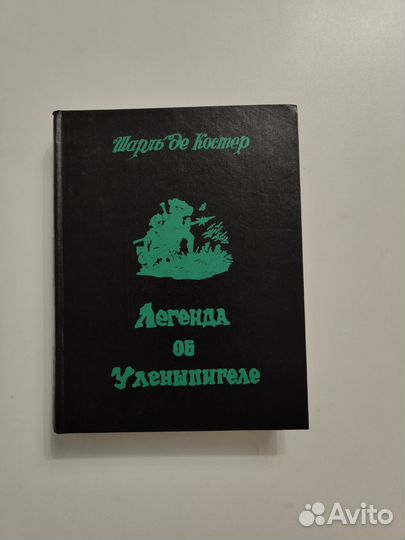 Шарль де Костер
Легенда
об
Уленшпигеле
Avito